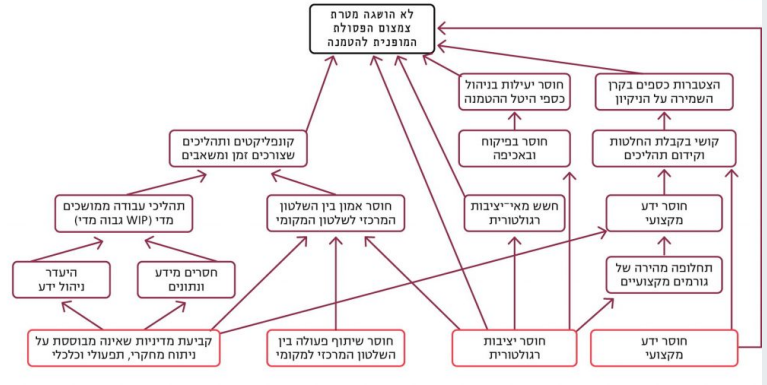 לא הושגה מטרת
צמצום הפסולת
המופנית להטמנה
הצטברות כספים בקרן
השמירה על הניקיון
חוסר יעילות בניהול
כספי היטל ההטמנה
קושי בקבלת החלטות
וקידום תהליכים
חוסר בפיקוח
ובאכיפה
קונפליקטים ותהליכים
שצורכים זמן ומשאבים
חוסר ידע
מקצועי
חשש מאי־יציבות
רגולטורית
חוסר אמון בין השלטון
המרכזי לשלטון המקומי
תהליכי עבודה ממושכים
מדי (WIP גבוה מדי)
תחלופה מהירה של
גורמים מקצועיים
חסרים מידע
ונתונים
היעדר
ניהול ידע
חוסר ידע
מקצועי
חוסר יציבות
רגולטורית
חוסר שיתוף פעולה בין
השלטון המרכזי למקומי
קביעת מדיניות שאינה מבוססת על
ניתוח מחקרי, תפעולי וכלכלי